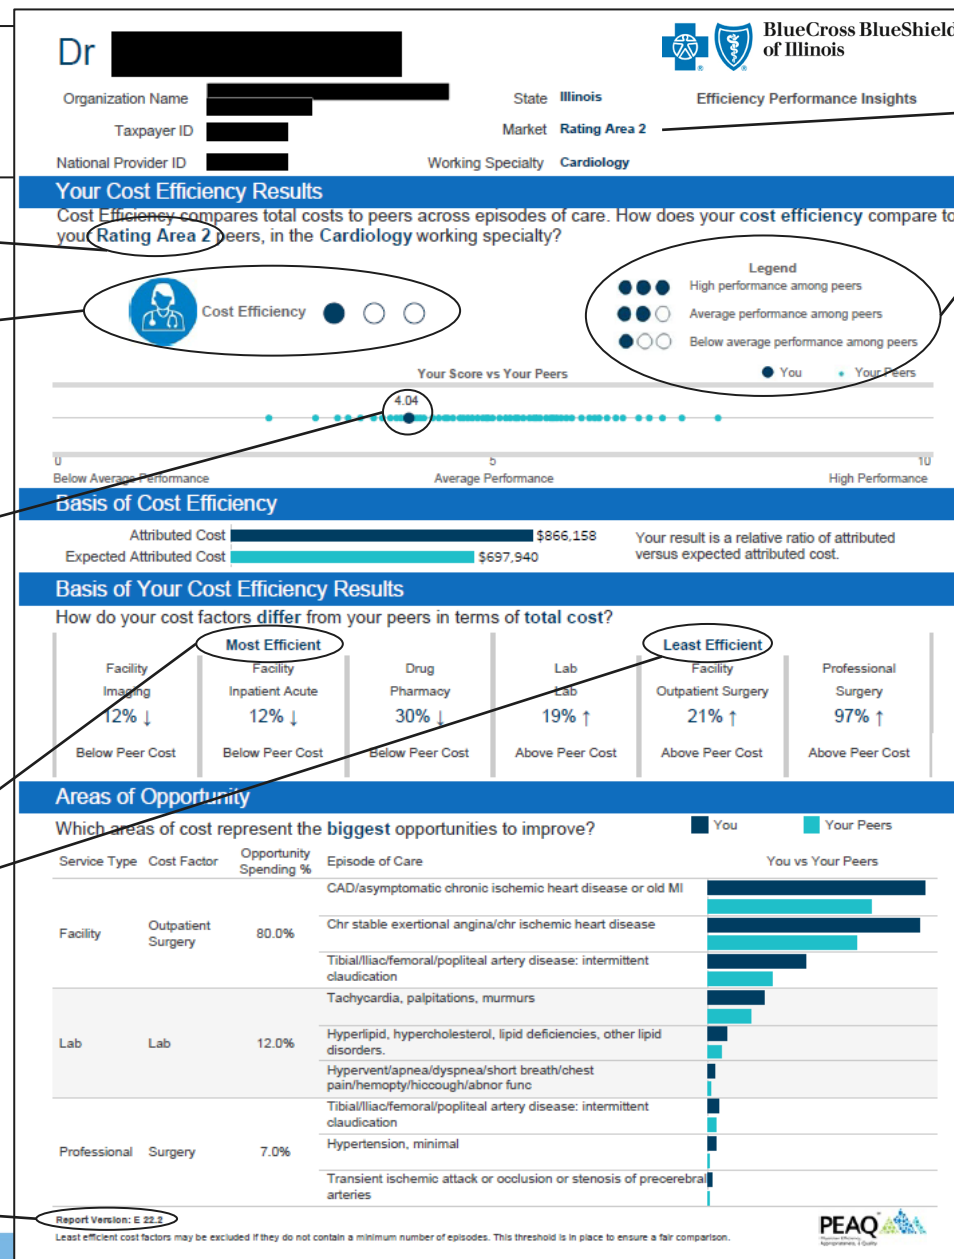 Dr
BlueCross BlueShield
of Illinois
Organization Name
State Illinois
Efficiency Performance Insights
Taxpayer ID
Market Rating Area 2
National Provider ID
Working Specialty Cardiology
Your Cost Efficiency Results
Cost Efficiency compares total costs to peers across episodes of care. How does your cost efficiency compare to
your Rating Area 2 peers, in the Cardiology working specialty?
Legend
High performance among peers
Cost Efficiency
Average performance among peers
Below average performance among peers
Your Score vs Your Peers
You Your Peers
4.04
0 5 10
Below Average Performance Average Performance High Performance
Basis of Cost Efficiency
Attributed Cost $866,158
Expected Attributed Cost $697,940
Your result is a relative ratio of attributed
versus expected attributed cost.
Basis of Your Cost Efficiency Results
How do your cost factors differ from your peers in terms of total cost?
Most Efficient Least Efficient
Facility Facility Drug Lab Facility Professional
Imaging Inpatient Acute Pharmacy Lab Outpatient Surgery Surgery
12% ↓ 12% ↓ 30% ↓ 19% ↑ 21% ↑ 97% ↑
Below Peer Cost Below Peer Cost Below Peer Cost Above Peer Cost Above Peer Cost Above Peer Cost
Areas of Opportunity
Which areas of cost represent the biggest opportunities to improve?
You Your Peers
Service Type Cost Factor Opportunity
Spending % Episode of Care You vs Your Peers
CAD/asymptomatic chronic ischemic heart disease or old MI
Facility Outpatient
Surgery 80.0% Chr stable exertional angina/chr ischemic heart disease
Tibial/Iliac/femoral/popliteal artery disease: intermittent
claudication
Tachycardia, palpitations, murmurs
Lab Lab 12.0% Hyperlipid, hypercholesterol, lipid deficiencies, other lipid
disorders.
Hypervent/apnea/dyspnea/short breath/chest
pain/hemopty/hiccough/abnor func
Tibial/Iliac/femoral/popliteal artery disease: intermittent
claudication
Professional Surgery 7.0% Hypertension, minimal
Transient ischemic attack or occlusion or stenosis of precerebral
arteries
Report Version: E 22.2
Least efficient cost factors may be excluded if they do not contain a minimum number of episodes. This threshold is in place to ensure a fair comparison.
PEAQ
Physician Efficiency,
Appropriateness, & Quality